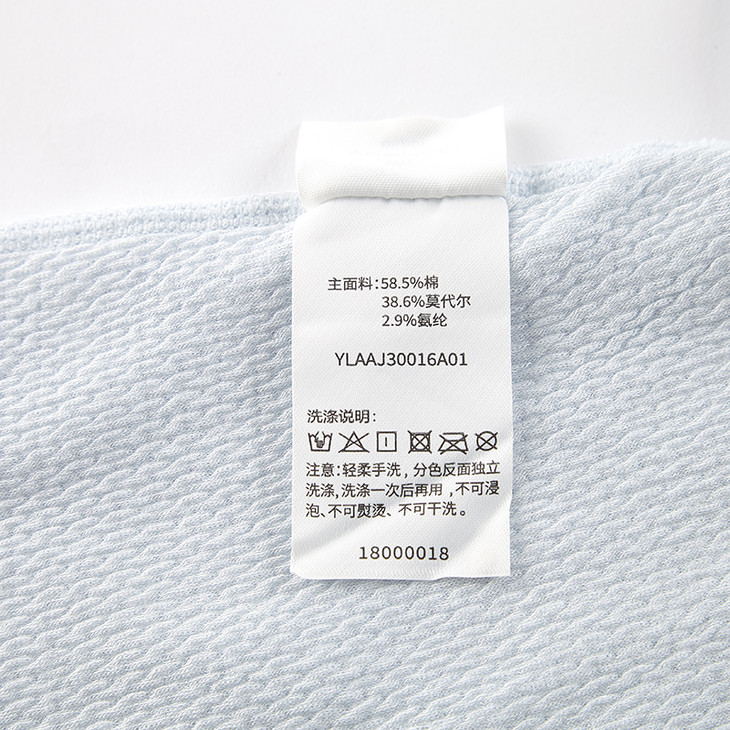 主面料:58.5%棉
38.6%莫代尔
2.9%氨纶
YLAAJ30016A01
洗涤说明:
注意:轻柔手洗,分色反面独立
洗涤,洗涤一次后再用,不可浸
泡、不可熨烫、不可干洗。
18000018